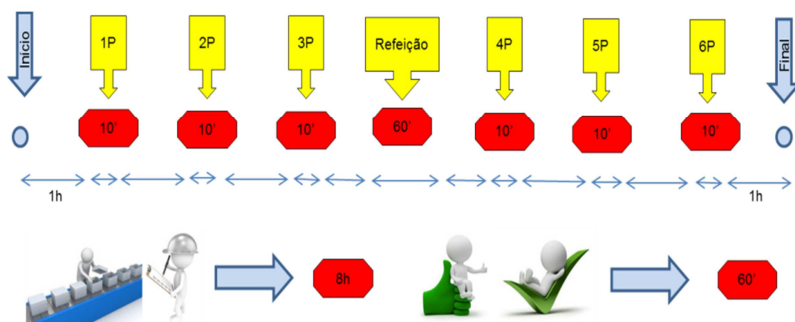 Início
1P
2P
3P
Refeição
4P
5P
6P
Final
10'
10'
10'
60'
10'
10'
10'
1h
1h
8h
60'